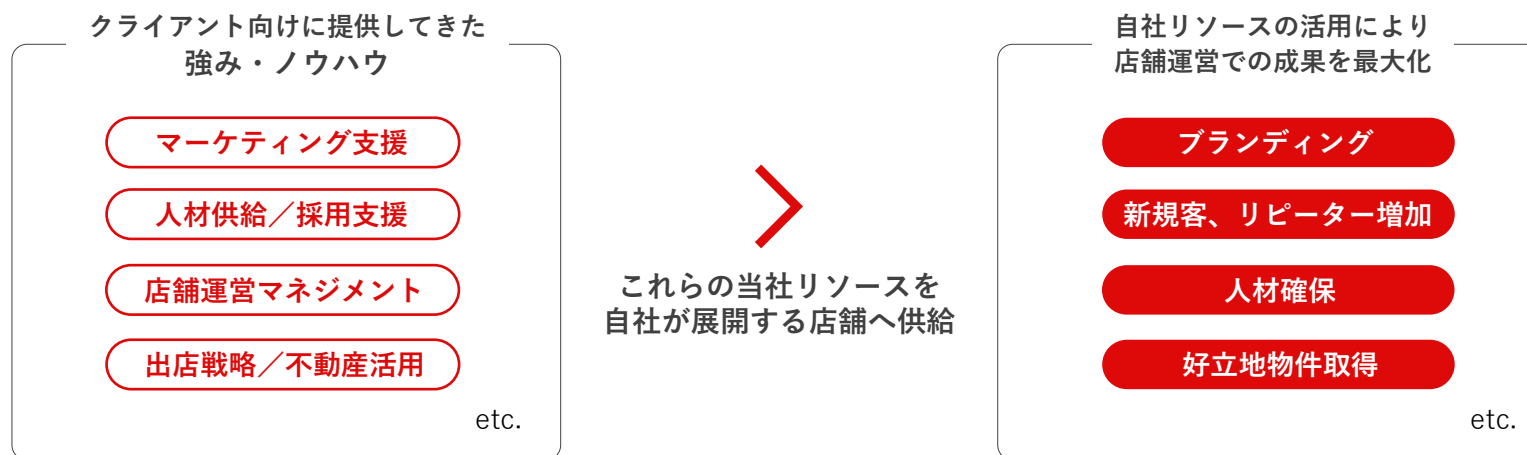 クライアント向けに提供してきた
強み・ノウハウ
マーケティング支援
人材供給／採用支援
店舗運営マネジメント
出店戦略／不動産活用
etc.
これらの当社リソースを
自社が展開する店舗へ供給
自社リソースの活用により
店舗運営での成果を最大化
ブランディング
新規客、リピーター増加
人材確保
好立地物件取得
etc.